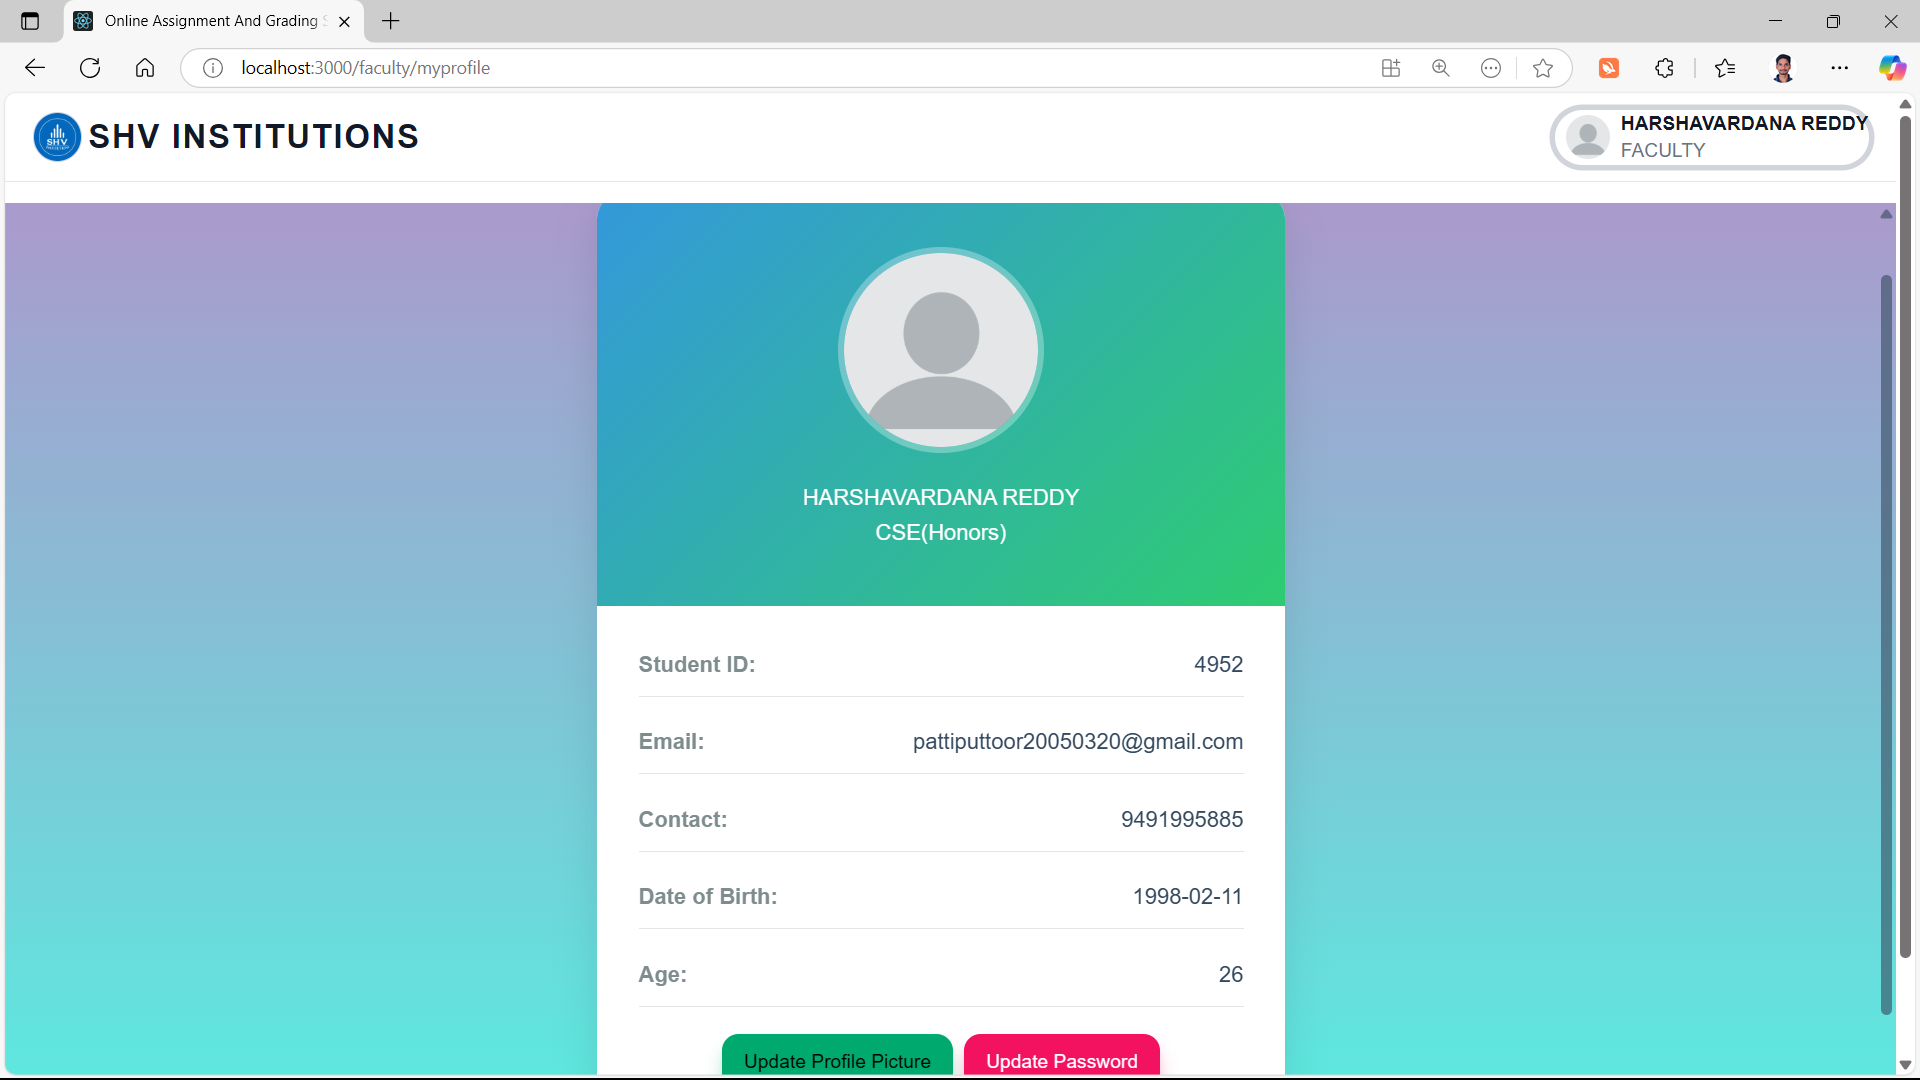 Online Assignment And Grading S
localhost:3000/faculty/myprofile
SHV
SHV INSTITUTIONS
HARSHAVARDANA REDDY
FACULTY
HARSHAVARDANA REDDY
CSE(Honors)
Student ID: 4952
Email: pattiputtoor20050320@gmail.com
Contact: 9491995885
Date of Birth: 1998-02-11
Age: 26
Update Profile Picture Update Password